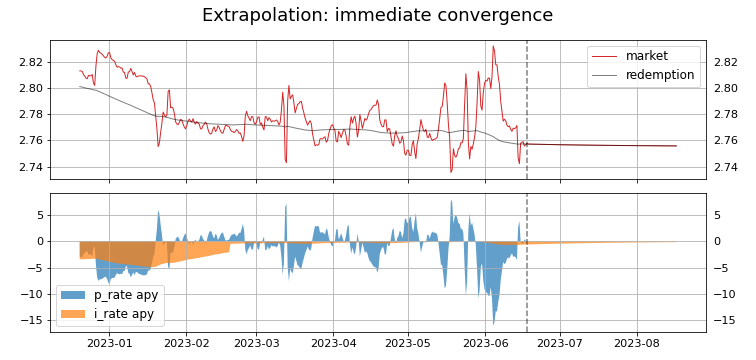 Extrapolation: immediate convergence
2.82 2.82
2.80 2.80
2.78 2.78
2.76 2.76
2.74 2.74
market
redemption
5 5
0 0
−5 −5
−10 −10
−15 −15
p_rate apy
i_rate apy
2023-01 2023-02 2023-03 2023-04 2023-05 2023-06 2023-07 2023-08